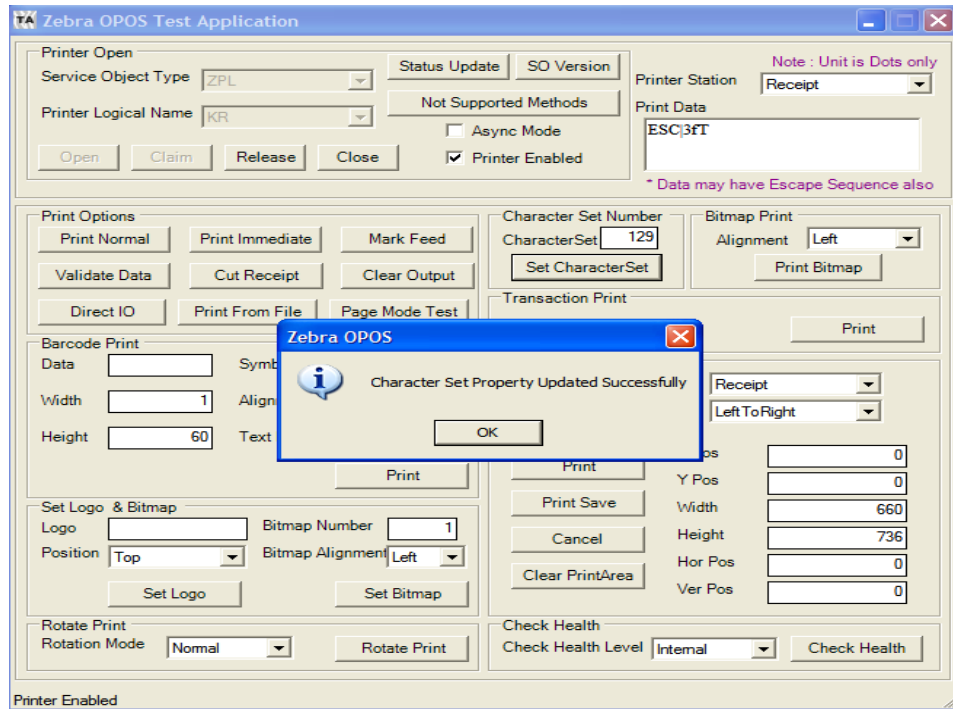 TA Zebra OPOS Test Application
Printer Open
Service Object Type ZPL
Printer Logical Name KR
Open Claim Release Close
Status Update SO Version
Not Supported Methods
Async Mode
Printer Enabled
Note : Unit is Dots only
Printer Station Receipt
Print Data
ESC|3fT
* Data may have Escape Sequence also
Print Options
Print Normal Print Immediate Mark Feed
Validate Data Cut Receipt Clear Output
Direct IO Print From File Page Mode Test
Character Set Number
CharacterSet 129
Set CharacterSet
Bitmap Print
Alignment Left
Print Bitmap
Transaction Print
Print
Barcode Print
Data
Width 1
Height 60 Text
Print
Zebra OPOS
Character Set Property Updated Successfully
OK
Receipt
LeftToRight
Print
Print Save
Cancel
Clear PrintArea
0
Y Pos 0
Width 660
Height 736
Hor Pos 0
Ver Pos 0
Set Logo & Bitmap
Logo Bitmap Number 1
Position Top Bitmap Alignment Left
Set Logo Set Bitmap
Rotate Print
Rotation Mode Normal Rotate Print
Check Health
Check Health Level Internal Check Health
Printer Enabled